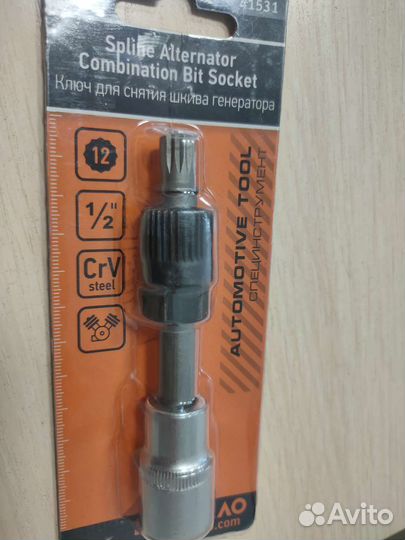 41531
Spline Alternator
Combination Bit Socket
Ключ для снятия шкива генератора
12
1/2"
CrV
steel
AUTOMOTIVE TOOL
СПЕЦИНСТРУМЕНТ
.com
Avito